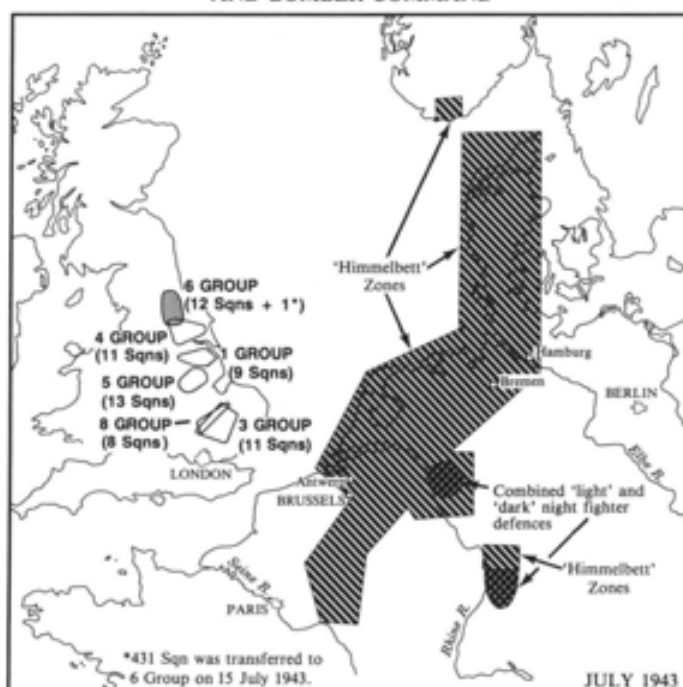 AND BOMBER COMMAND
6 GROUP
(12 Sqns + 1*)
4 GROUP
(11 Sqns)
1 GROUP
(9 Sqns)
5 GROUP
(13 Sqns)
8 GROUP
(8 Sqns)
3 GROUP
(11 Sqns)
LONDON
'Himmelbett'
Zones
Hamburg
Bremen
BERLIN
Elbe R.
Antwerp
BRUSSELS
Combined 'light' and
'dark' night fighter
defences
'Himmelbett'
Zones
Seine R.
PARIS
Rhine R.
*431 Sqn was transferred to
6 Group on 15 July 1943.
JULY 1943